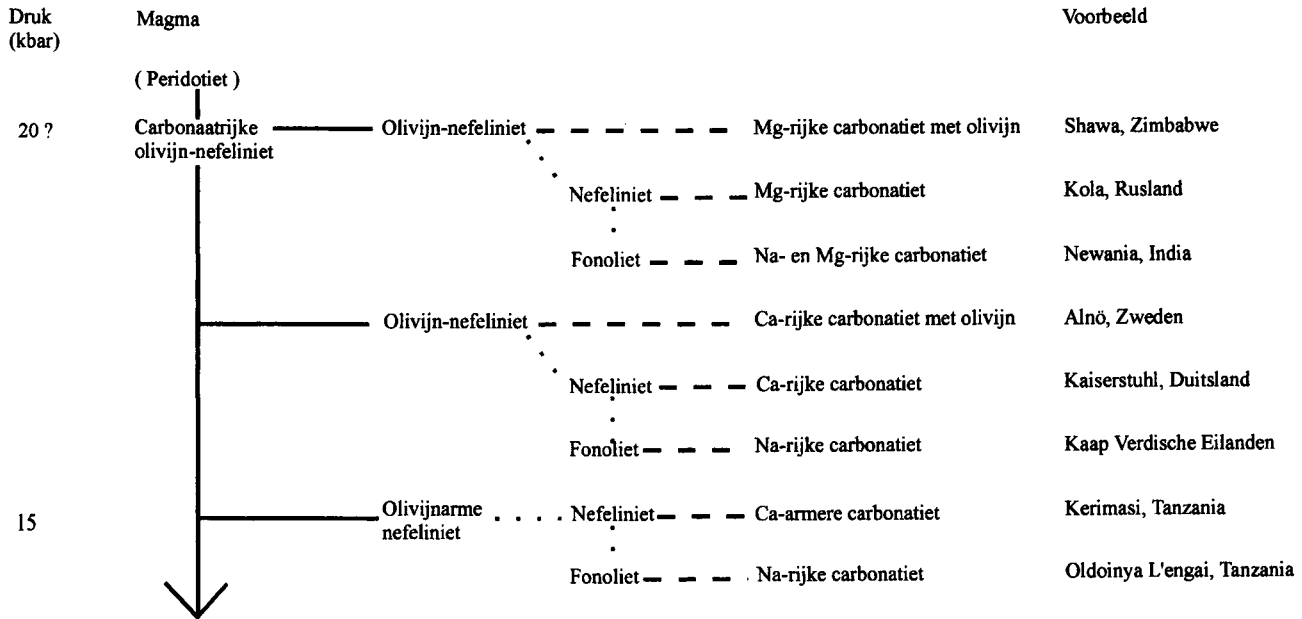 Druk Magma Voorbeeld
(kbar)
( Peridotiet )
20 ? Carbonaatrijke Olivijn-nefeliniet Mg-rijke carbonatiet met olivijn Shawa, Zimbabwe
olivijn-nefeliniet
Nefeliniet Mg-rijke carbonatiet Kola, Rusland
Fonoliet Na- en Mg-rijke carbonatiet Newania, India
Olivijn-nefeliniet Ca-rijke carbonatiet met olivijn Alnö, Zweden
Nefeliniet Ca-rijke carbonatiet Kaiserstuhl, Duitsland
Fonoliet Na-rijke carbonatiet Kaap Verdische Eilanden
15 Olivijnarme Nefeliniet Ca-armere carbonatiet Kerimasi, Tanzania
nefeliniet
Fonoliet Na-rijke carbonatiet Oldoinya L'engai, Tanzania